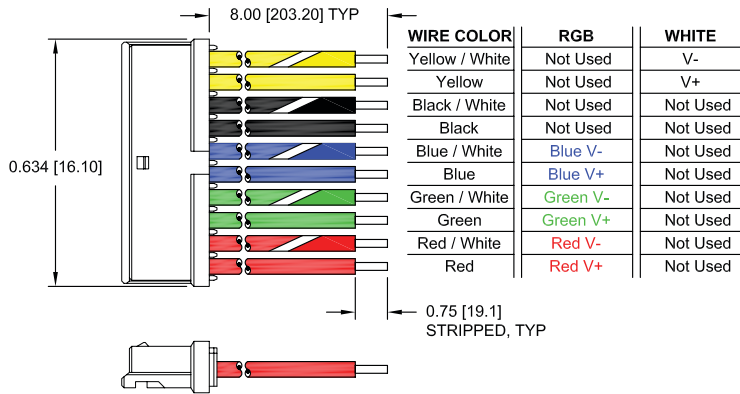 8.00 [203.20] TYP
WIRE COLOR RGB WHITE
Yellow / White Not Used V-
Yellow Not Used V+
Black / White Not Used Not Used
Black Not Used Not Used
Blue / White Blue V- Not Used
Blue Blue V+ Not Used
Green / White Green V- Not Used
Green Green V+ Not Used
Red / White Red V- Not Used
Red Red V+ Not Used
0.634 [16.10]
0.75 [19.1]
STRIPPED, TYP